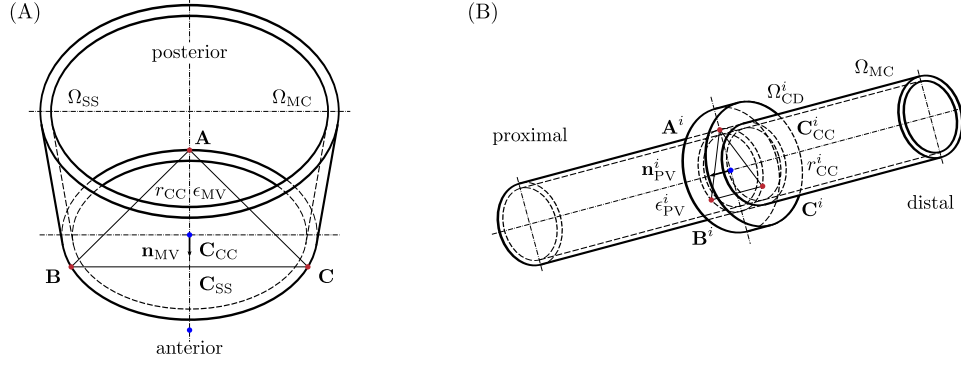 (A)
posterior
Ω_SS
Ω_MC
A
r_CC
ϵ_MV
n_MV
C_CC
B
C
C_SS
anterior
(B)
Ω_MC
Ω^i_CD
A^i
C^i_CC
proximal
n^i_PV
r^i_CC
ϵ^i_PV
C^i
distal
B^i